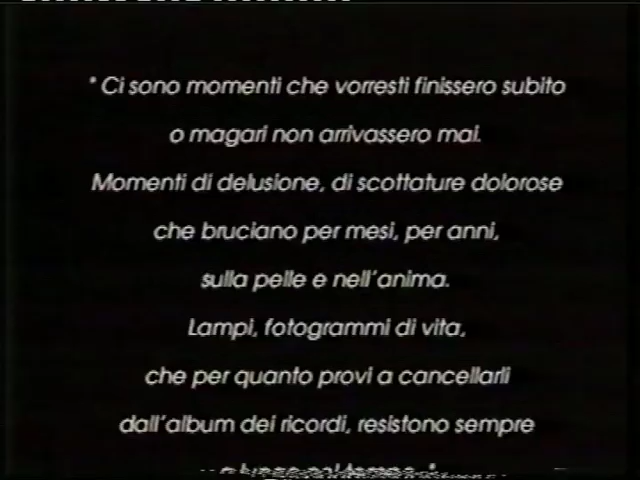 " Ci sono momenti che vorresti finissero subito
o magari non arrivassero mai.
Momenti di delusione, di scottature dolorose
che bruciano per mesi, per anni,
sulla pelle e nell'anima.
Lampi, fotogrammi di vita,
che per quanto provi a cancellarli
dall'album dei ricordi, resistono sempre